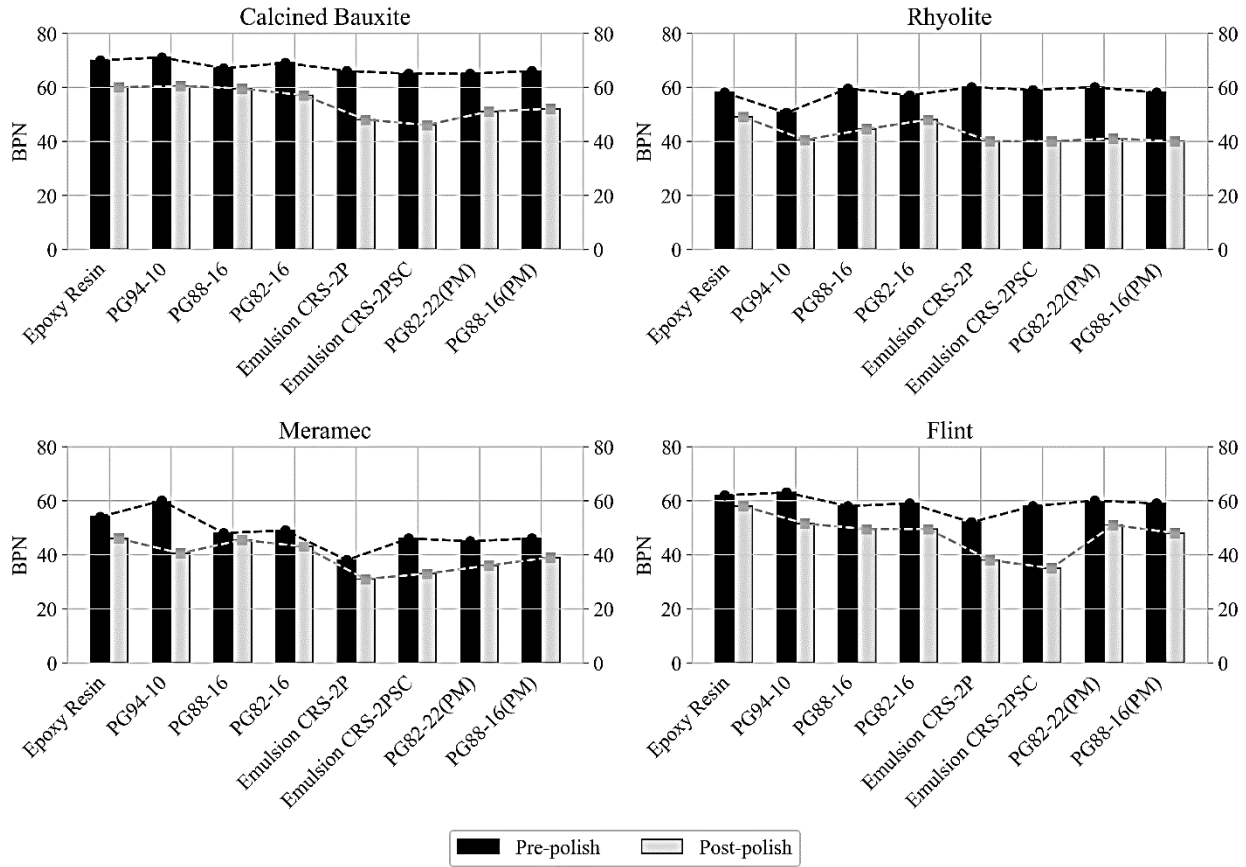 Calcined Bauxite
80
60
40
20
0
BPN
80
60
40
20
0
Epoxy Resin
PG94-10
PG88-16
PG82-16
Emulsion CRS-2P
Emulsion CRS-2PSC
PG82-22(PM)
PG88-16(PM)
Rhyolite
80
60
40
20
0
BPN
80
60
40
20
0
Epoxy Resin
PG94-10
PG88-16
PG82-16
Emulsion CRS-2P
Emulsion CRS-2PSC
PG82-22(PM)
PG88-16(PM)
Meramec
80
60
40
20
0
BPN
80
60
40
20
0
Epoxy Resin
PG94-10
PG88-16
PG82-16
Emulsion CRS-2P
Emulsion CRS-2PSC
PG82-22(PM)
PG88-16(PM)
Flint
80
60
40
20
0
BPN
80
60
40
20
0
Epoxy Resin
PG94-10
PG88-16
PG82-16
Emulsion CRS-2P
Emulsion CRS-2PSC
PG82-22(PM)
PG88-16(PM)
Pre-polish
Post-polish